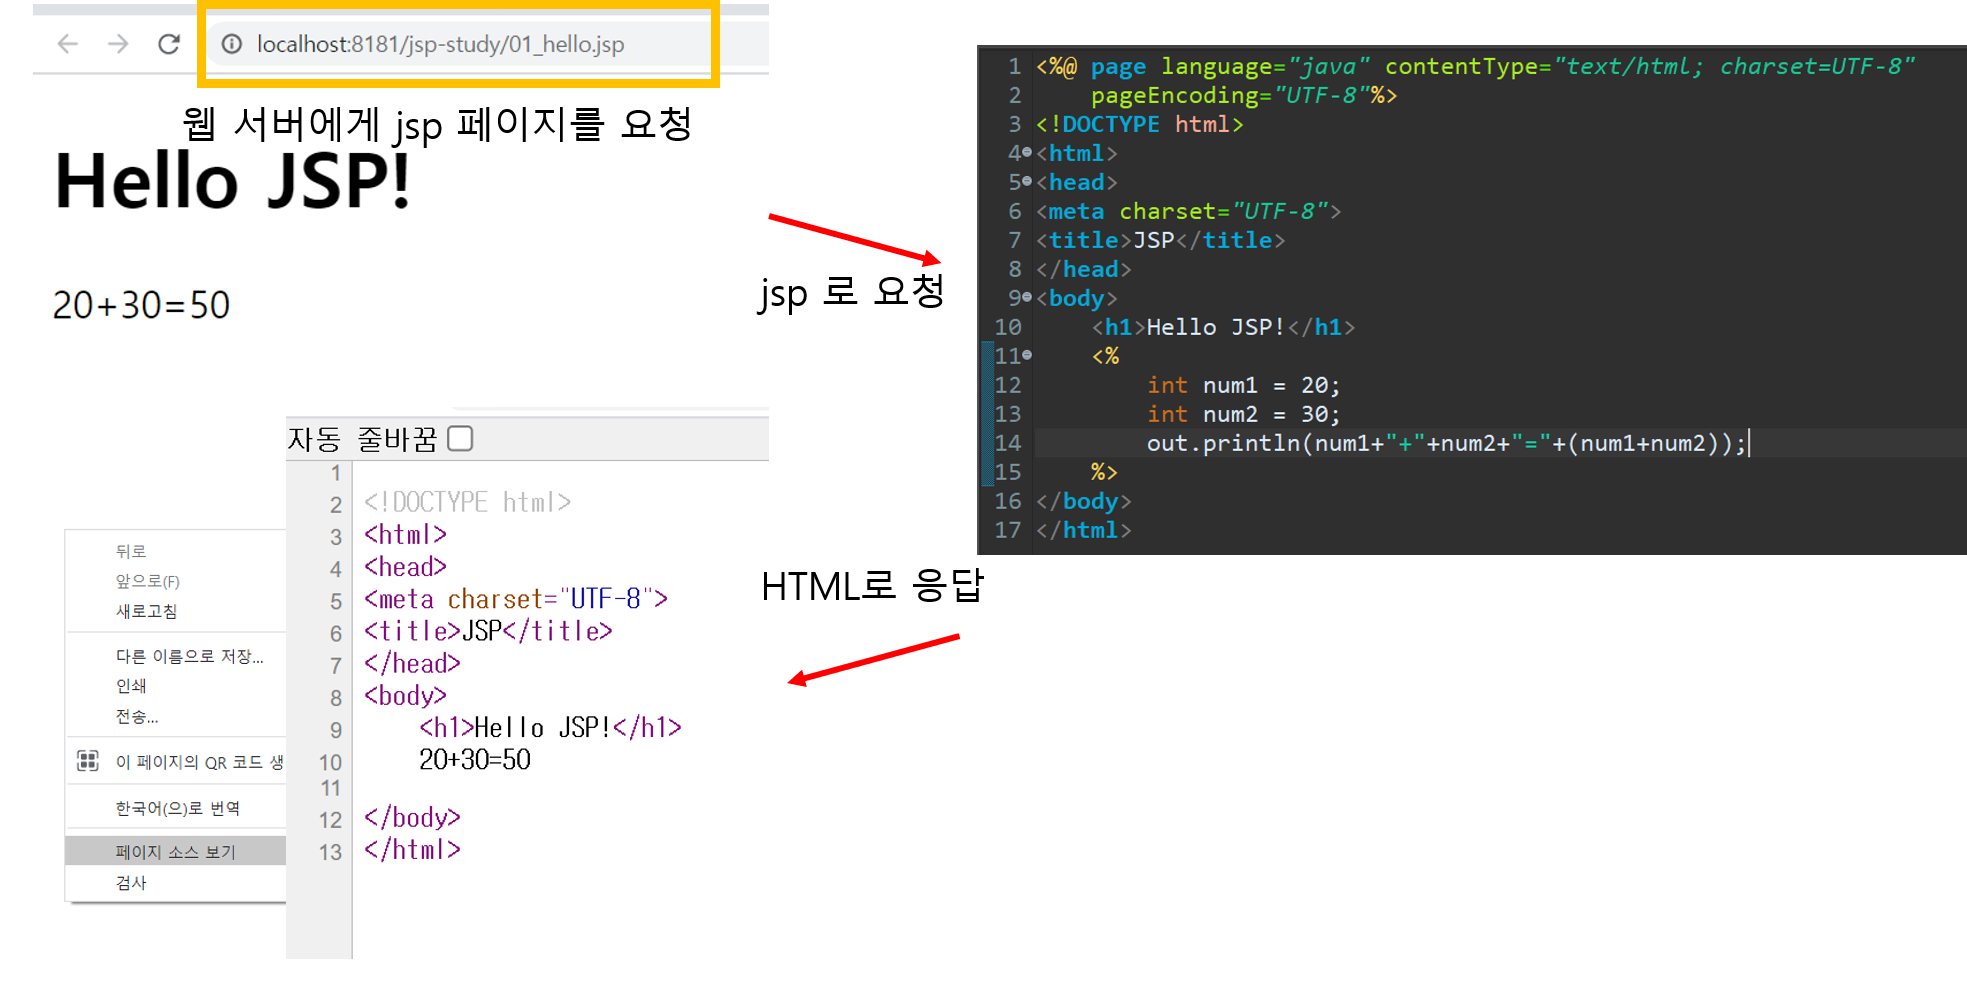 localhost:8181/jsp-study/01_hello.jsp
웹 서버에게 jsp 페이지를 요청
Hello JSP!
20+30=50
jsp 로 요청
1 <%@ page language="java" contentType="text/html; charset=UTF-8"
2     pageEncoding="UTF-8"%>
3 <!DOCTYPE html>
4 <html>
5 <head>
6 <meta charset="UTF-8">
7 <title>JSP</title>
8 </head>
9 <body>
10     <h1>Hello JSP!</h1>
11     <%
12         int num1 = 20;
13         int num2 = 30;
14         out.println(num1+"+"+num2+"="+(num1+num2));
15     %>
16 </body>
17 </html>
HTML로 응답
자동 줄바꿈
1
2 <!DOCTYPE html>
3 <html>
4 <head>
5 <meta charset="UTF-8">
6 <title>JSP</title>
7 </head>
8 <body>
9     <h1>Hello JSP!</h1>
10     20+30=50
11
12 </body>
13 </html>
뒤로
앞으로(F)
새로고침
다른 이름으로 저장...
인쇄
전송...
이 페이지의 QR 코드 생
한국어(으)로 번역
페이지 소스 보기
검사